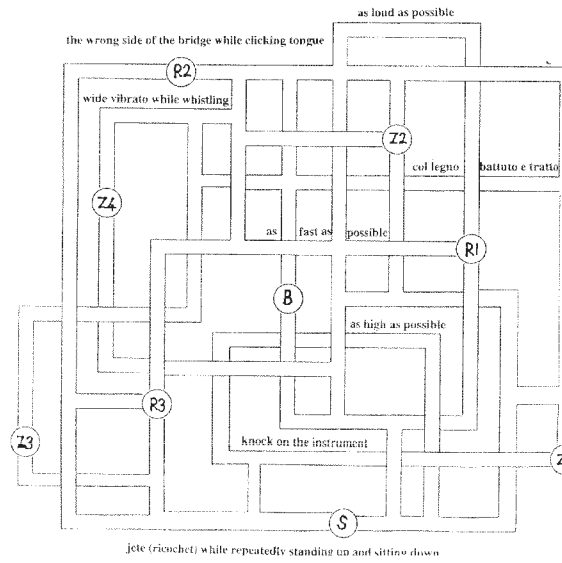 as loud as possible
the wrong side of the bridge while clicking tongue
R2
wide vibrato while whistling
Z2
col legno battuto e tratto
Z4
as fast as possible
R1
B
as high as possible
R3
Z3
knock on the instrument
Z
S
jete (ricochet) while repeatedly standing up and sitting down